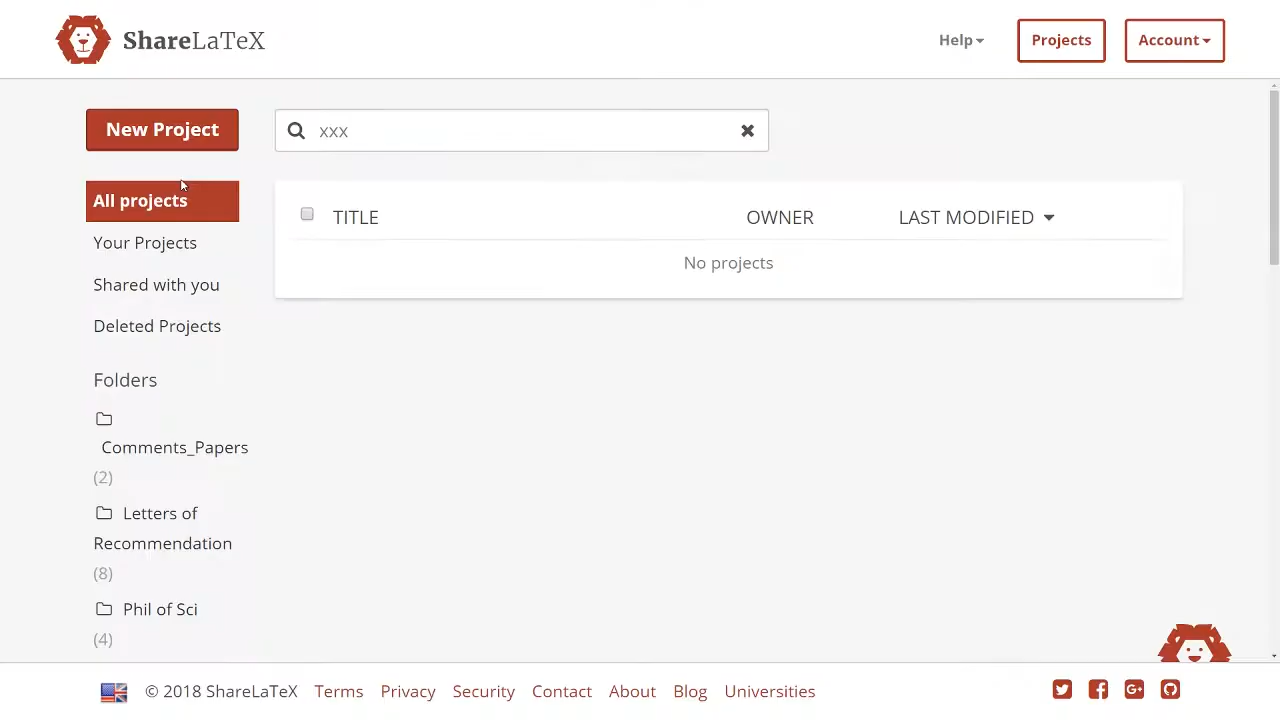 ShareLaTeX
Help
Projects
Account
New Project
xxx
All projects
Your Projects
Shared with you
Deleted Projects
Folders
Comments_Papers
(2)
Letters of
Recommendation
(8)
Phil of Sci
(4)
TITLE OWNER LAST MODIFIED
No projects
© 2018 ShareLaTeX Terms Privacy Security Contact About Blog Universities